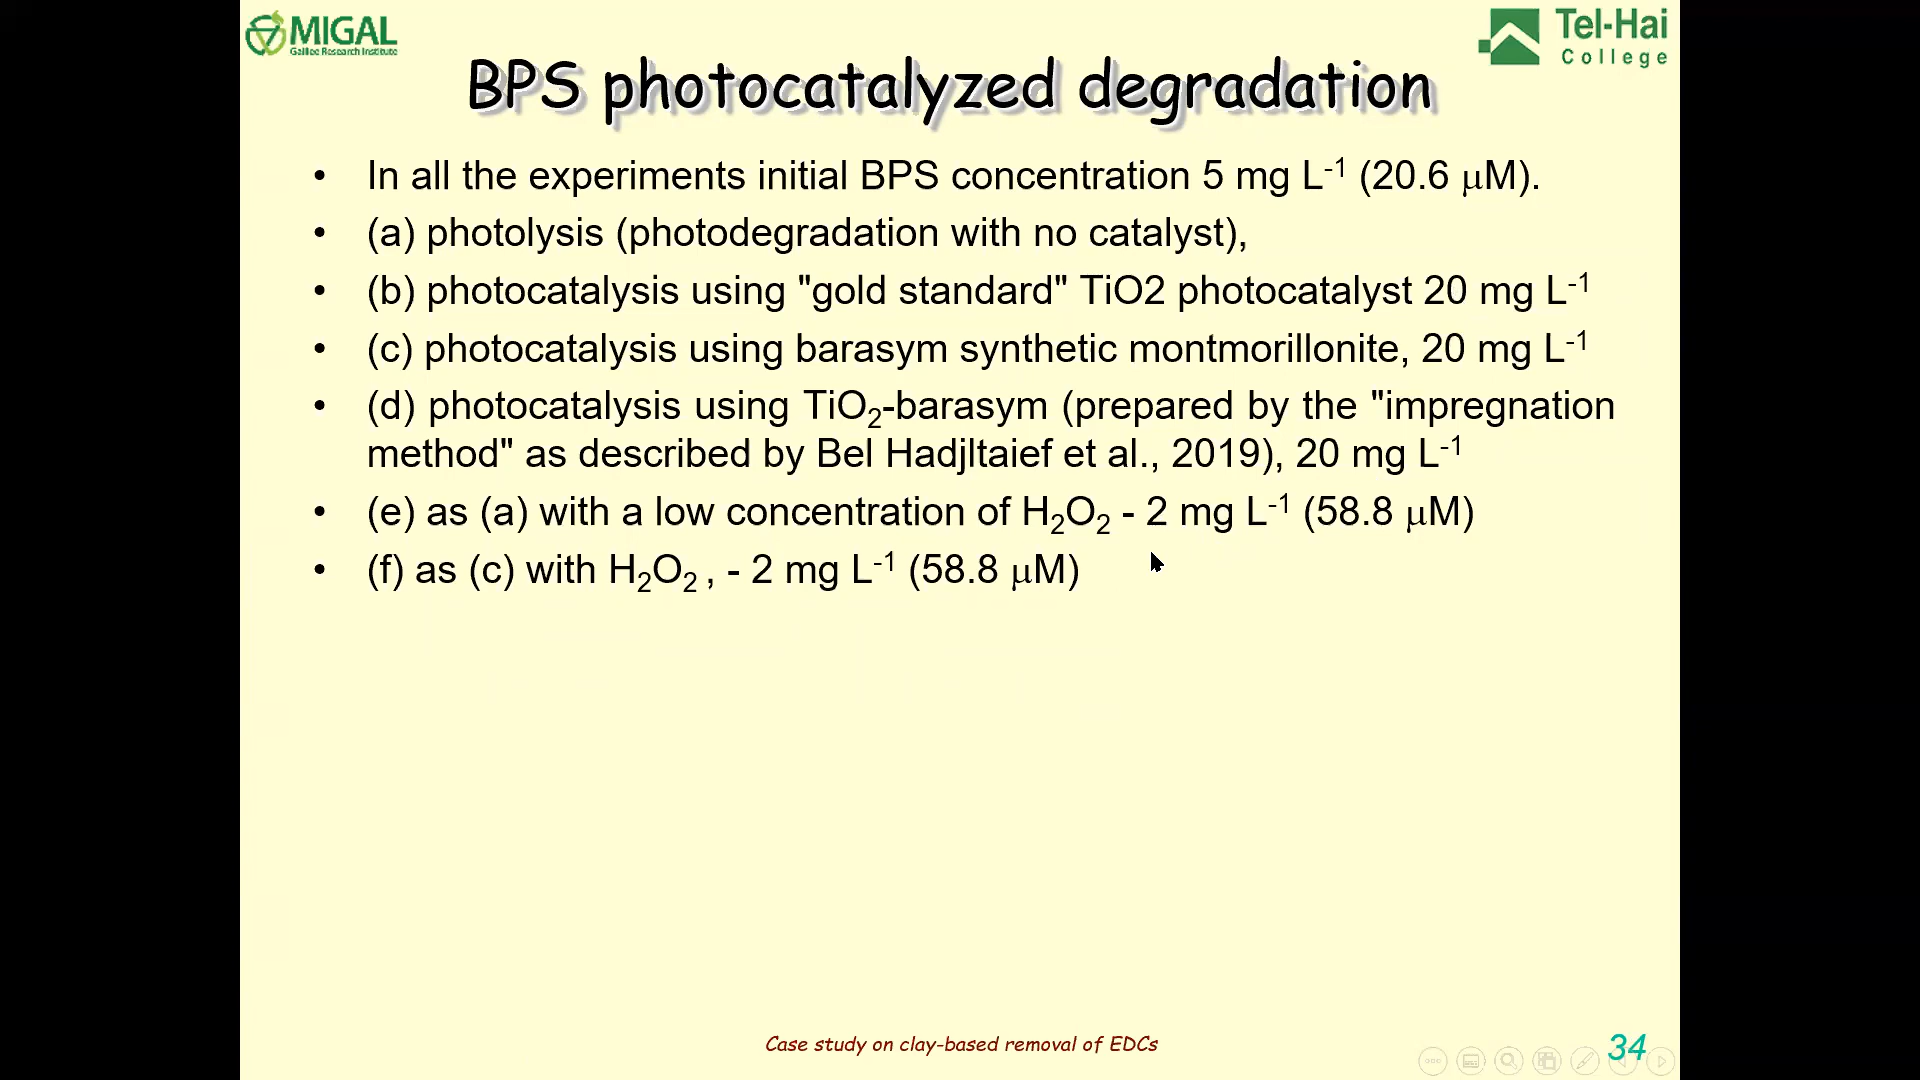 MIGAL
Galilee Research Institute
Tel-Hai
College
BPS photocatalyzed degradation
• In all the experiments initial BPS concentration 5 mg L⁻¹ (20.6 μM).
• (a) photolysis (photodegradation with no catalyst),
• (b) photocatalysis using "gold standard" TiO2 photocatalyst 20 mg L⁻¹
• (c) photocatalysis using barasym synthetic montmorillonite, 20 mg L⁻¹
• (d) photocatalysis using TiO₂-barasym (prepared by the "impregnation
method" as described by Bel Hadjltaief et al., 2019), 20 mg L⁻¹
• (e) as (a) with a low concentration of H₂O₂ - 2 mg L⁻¹ (58.8 μM)
• (f) as (c) with H₂O₂ , - 2 mg L⁻¹ (58.8 μM)
Case study on clay-based removal of EDCs
34